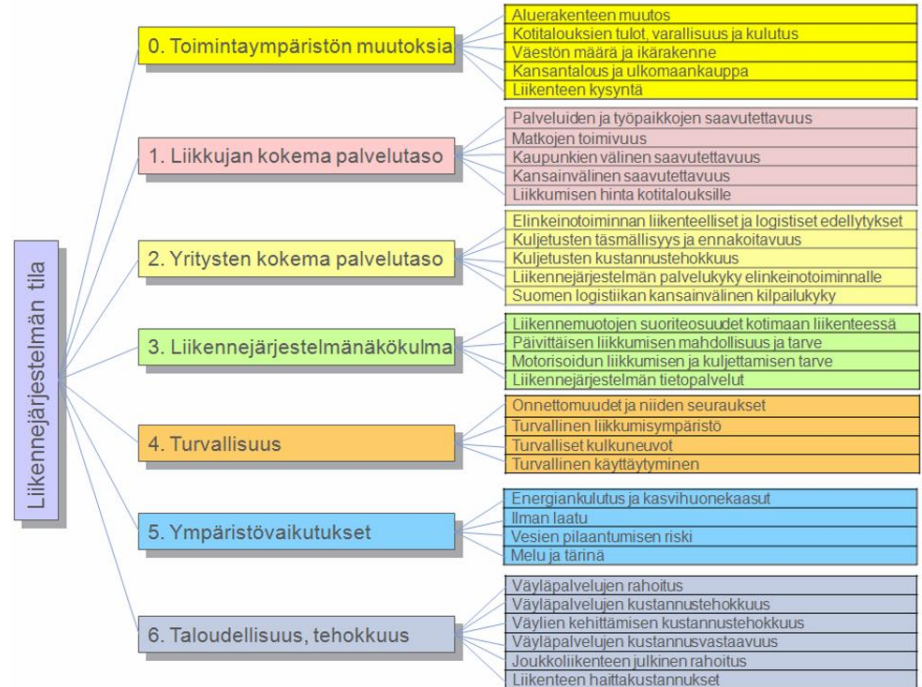 Liikennejärjestelmän tila
0. Toimintaympäristön muutoksia
Aluerakenteen muutos
Kotitalouksien tulot, varallisuus ja kulutus
Väestön määrä ja ikärakenne
Kansantalous ja ulkomaankauppa
Liikenteen kysyntä
1. Liikkujan kokema palvelutaso
Palveluiden ja työpaikkojen saavutettavuus
Matkojen toimivuus
Kaupunkien välinen saavutettavuus
Kansainvälinen saavutettavuus
Liikkumisen hinta kotitalouksille
2. Yritysten kokema palvelutaso
Elinkeinotoiminnan liikenteelliset ja logistiset edellytykset
Kuljetusten täsmällisyys ja ennakoitavuus
Kuljetusten kustannustehokkuus
Liikennejärjestelmän palvelukyky elinkeinotoiminnalle
Suomen logistiikan kansainvälinen kilpailukyky
3. Liikennejärjestelmänäkökulma
Liikennemuotojen suoriteosuudet kotimaan liikenteessä
Päivittäisen liikkumisen mahdollisuus ja tarve
Motorisoidun liikkumisen ja kuljettamisen tarve
Liikennejärjestelmän tietopalvelut
4. Turvallisuus
Onnettomuudet ja niiden seuraukset
Turvallinen liikkumisympäristö
Turvalliset kulkuneuvot
Turvallinen käyttäytyminen
5. Ympäristövaikutukset
Energiankulutus ja kasvihuonekaasut
Ilman laatu
Vesien pilaantumisen riski
Melu ja tärinä
6. Taloudellisuus, tehokkuus
Väyläpalvelujen rahoitus
Väyläpalvelujen kustannustehokkuus
Väylien kehittämisen kustannustehokkuus
Väyläpalvelujen kustannusvastaavuus
Joukkoliikenteen julkinen rahoitus
Liikenteen haittakustannukset